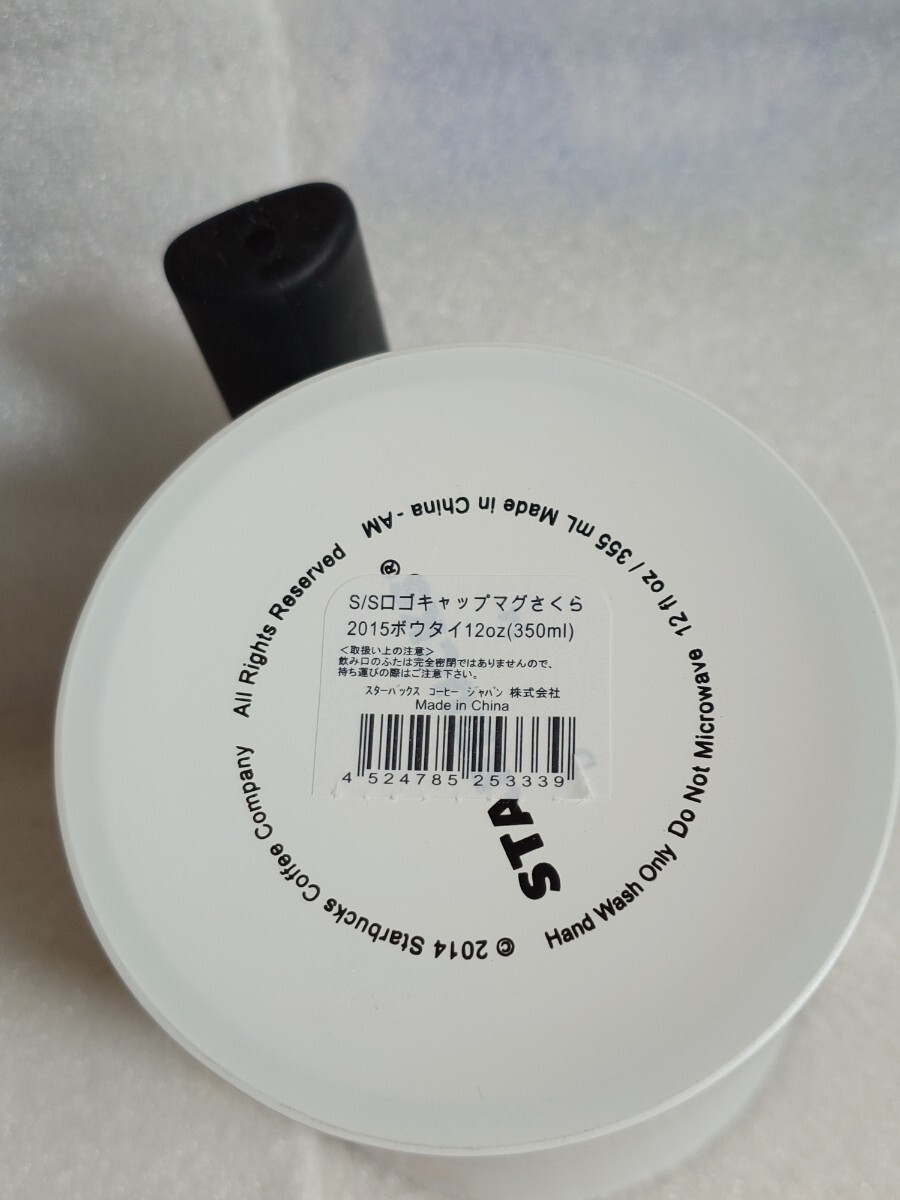 S/Sロゴキャップマグさくら
2015ボウタイ12oz(350ml)
＜取扱い上の注意＞
飲み口のふたは完全密閉ではありませんので、
持ち運びの際はご注意下さい。
ｽﾀｰﾊﾞｯｸｽ ｺｰﾋｰ ｼﾞｬﾊﾟﾝ 株式会社
Made in China
4 524785 253339
© 2014 Starbucks Coffee Company All Rights Reserved
Hand Wash Only Do Not Microwave 12 fl oz / 355 mL Made in China - AM
STA
®